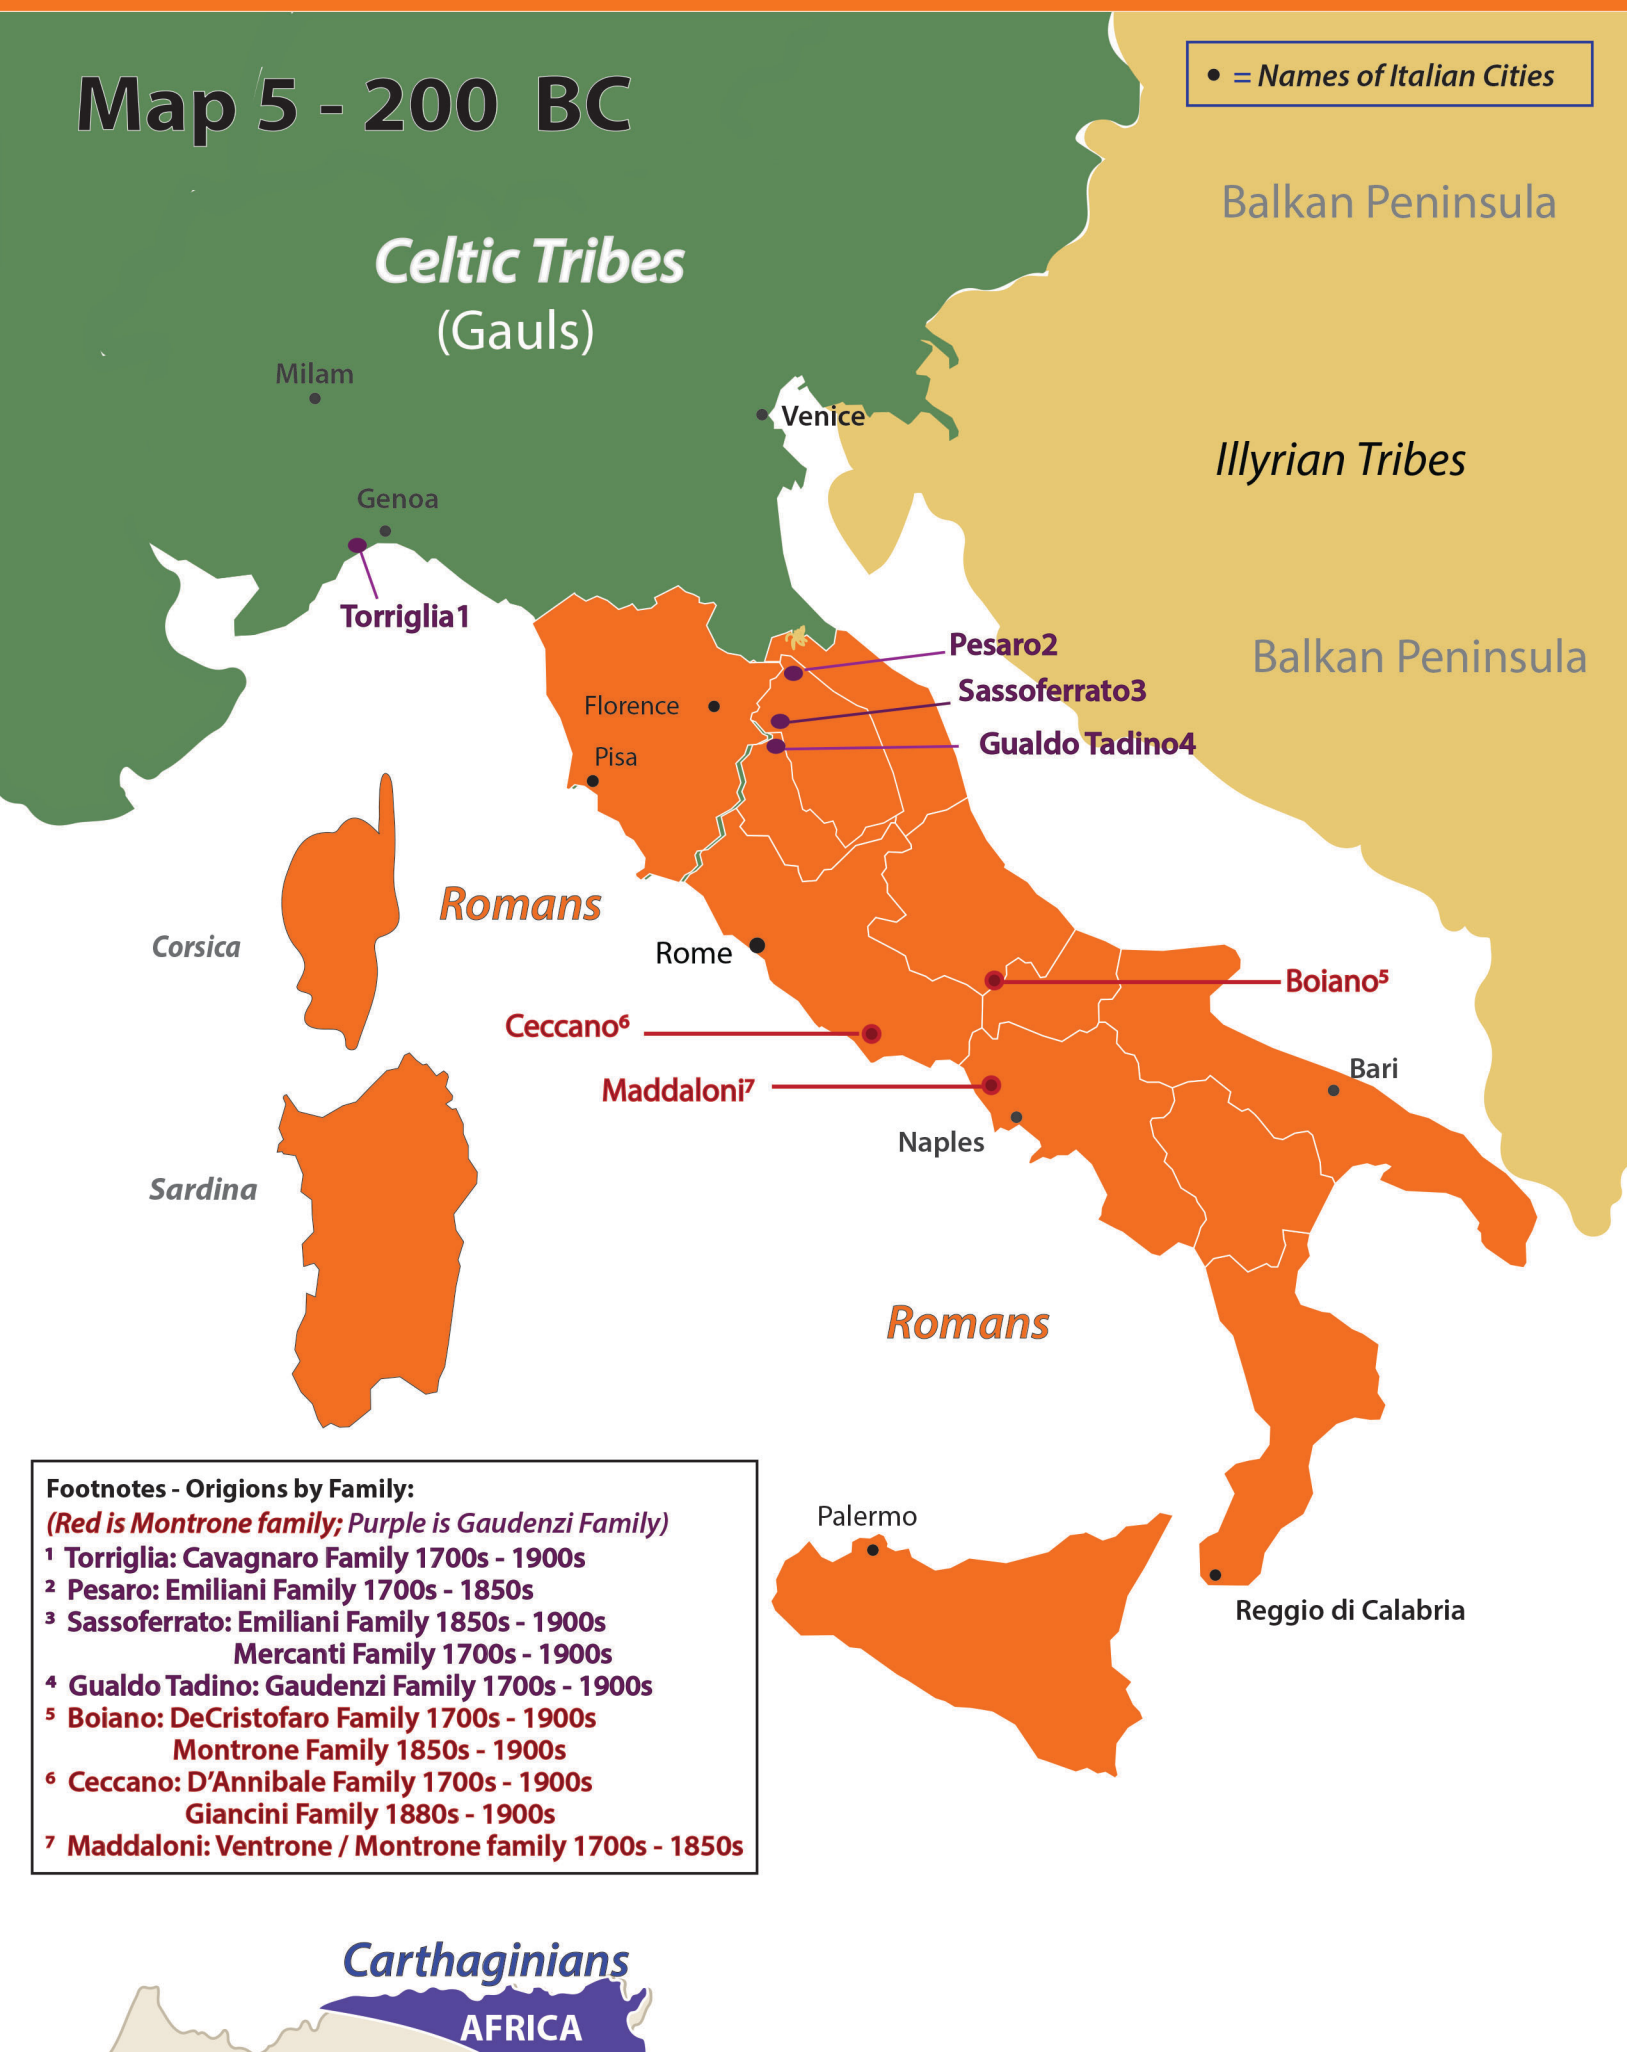 Map 5 - 200 BC
• = Names of Italian Cities
Balkan Peninsula
Celtic Tribes
(Gauls)
Milam
Venice
Illyrian Tribes
Genoa
Torriglia1
Pesaro2
Balkan Peninsula
Sassoferrato3
Florence
Gualdo Tadino4
Pisa
Romans
Corsica
Rome
Boiano⁵
Ceccano⁶
Bari
Maddaloni⁷
Naples
Sardina
Romans
Footnotes - Origions by Family:
(Red is Montrone family; Purple is Gaudenzi Family)
¹ Torriglia: Cavagnaro Family 1700s - 1900s
² Pesaro: Emiliani Family 1700s - 1850s
³ Sassoferrato: Emiliani Family 1850s - 1900s
Mercanti Family 1700s - 1900s
⁴ Gualdo Tadino: Gaudenzi Family 1700s - 1900s
⁵ Boiano: DeCristofaro Family 1700s - 1900s
Montrone Family 1850s - 1900s
⁶ Ceccano: D'Annibale Family 1700s - 1900s
Giancini Family 1880s - 1900s
⁷ Maddaloni: Ventrone / Montrone family 1700s - 1850s
Palermo
Reggio di Calabria
Carthaginians
AFRICA